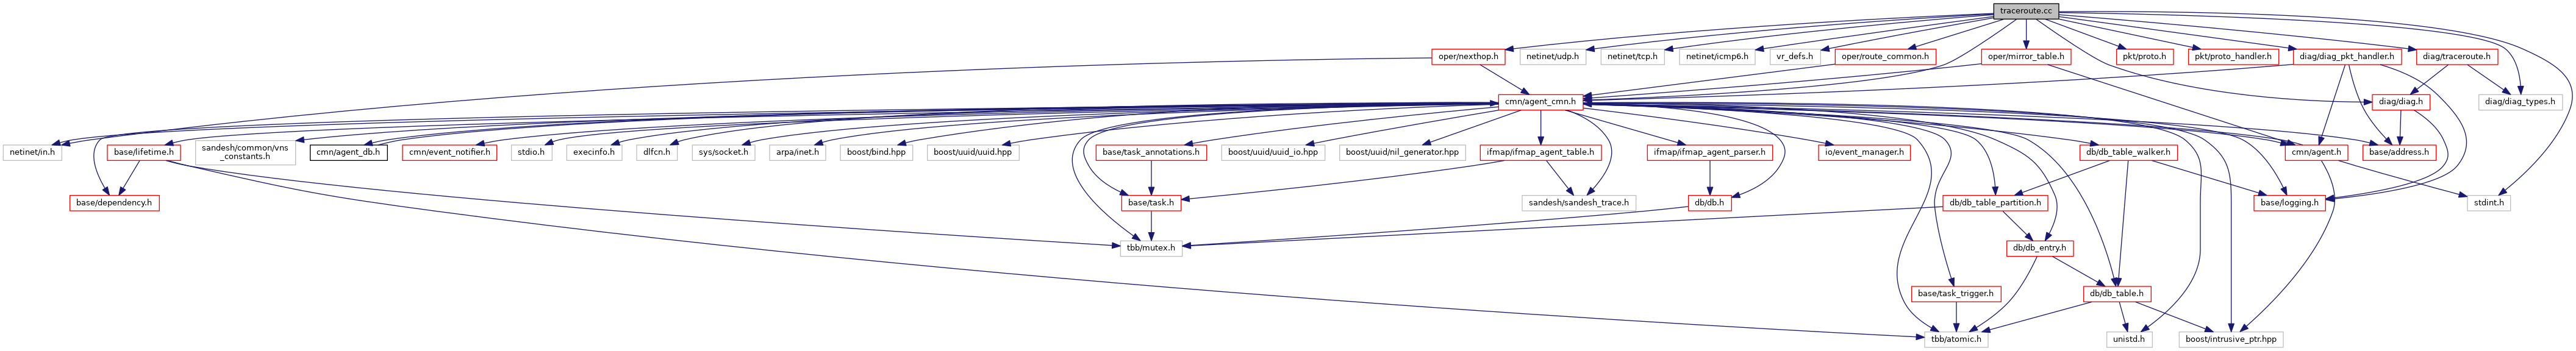 traceroute.cc
oper/nexthop.h
netinet/udp.h
netinet/tcp.h
netinet/icmp6.h
vr_defs.h
oper/route_common.h
oper/mirror_table.h
pkt/proto.h
pkt/proto_handler.h
diag/diag_pkt_handler.h
diag/traceroute.h
cmn/agent_cmn.h
diag/diag.h
diag/diag_types.h
netinet/in.h
base/lifetime.h
sandesh/common/vns
_constants.h
cmn/agent_db.h
cmn/event_notifier.h
stdio.h
execinfo.h
dlfcn.h
sys/socket.h
arpa/inet.h
boost/bind.hpp
boost/uuid/uuid.hpp
base/task_annotations.h
boost/uuid/uuid_io.hpp
boost/uuid/nil_generator.hpp
ifmap/ifmap_agent_table.h
ifmap/ifmap_agent_parser.h
io/event_manager.h
db/db_table_walker.h
cmn/agent.h
base/address.h
base/dependency.h
base/task.h
sandesh/sandesh_trace.h
db/db.h
db/db_table_partition.h
base/logging.h
stdint.h
tbb/mutex.h
db/db_entry.h
base/task_trigger.h
db/db_table.h
tbb/atomic.h
unistd.h
boost/intrusive_ptr.hpp